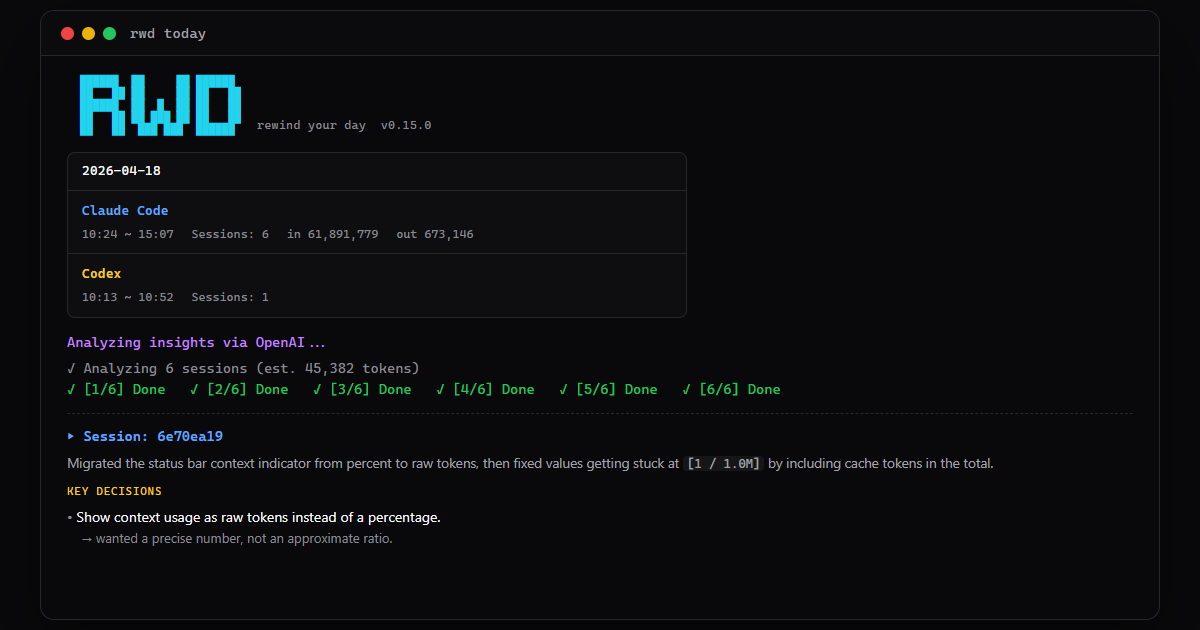 rwd today
RWD rewind your day v0.15.0
2026-04-18
Claude Code
10:24 ~ 15:07 Sessions: 6 in 61,891,779 out 673,146
Codex
10:13 ~ 10:52 Sessions: 1
Analyzing insights via OpenAI...
✓ Analyzing 6 sessions (est. 45,382 tokens)
✓ [1/6] Done ✓ [2/6] Done ✓ [3/6] Done ✓ [4/6] Done ✓ [5/6] Done ✓ [6/6] Done
▸ Session: 6e70ea19
Migrated the status bar context indicator from percent to raw tokens, then fixed values getting stuck at [1 / 1.0M] by including cache tokens in the total.
KEY DECISIONS
• Show context usage as raw tokens instead of a percentage.
→ wanted a precise number, not an approximate ratio.